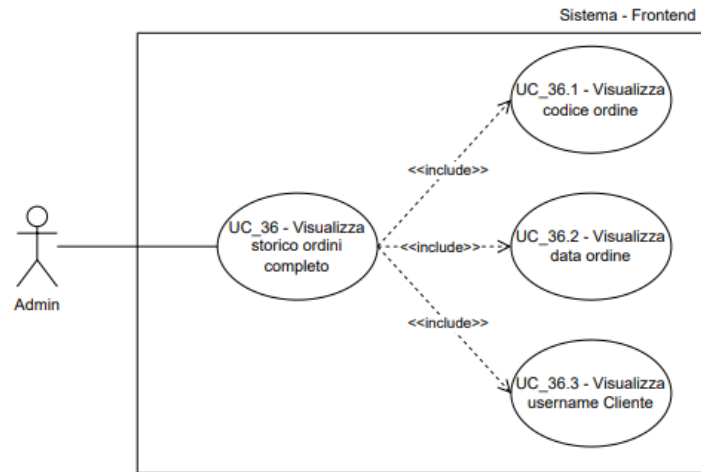 Sistema - Frontend
UC_36.1 - Visualizza
codice ordine
<<include>>
UC_36 - Visualizza
storico ordini
completo
<<include>>
UC_36.2 - Visualizza
data ordine
Admin
<<include>>
UC_36.3 - Visualizza
username Cliente